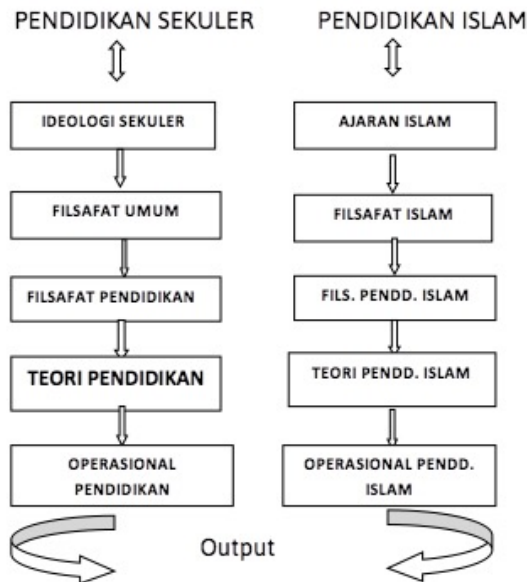 PENDIDIKAN SEKULER
IDEOLOGI SEKULER
FILSAFAT UMUM
FILSAFAT PENDIDIKAN
TEORI PENDIDIKAN
OPERASIONAL
PENDIDIKAN
PENDIDIKAN ISLAM
AJARAN ISLAM
FILSAFAT ISLAM
FILS. PENDD. ISLAM
TEORI PENDD. ISLAM
OPERASIONAL PENDD.
ISLAM
Output